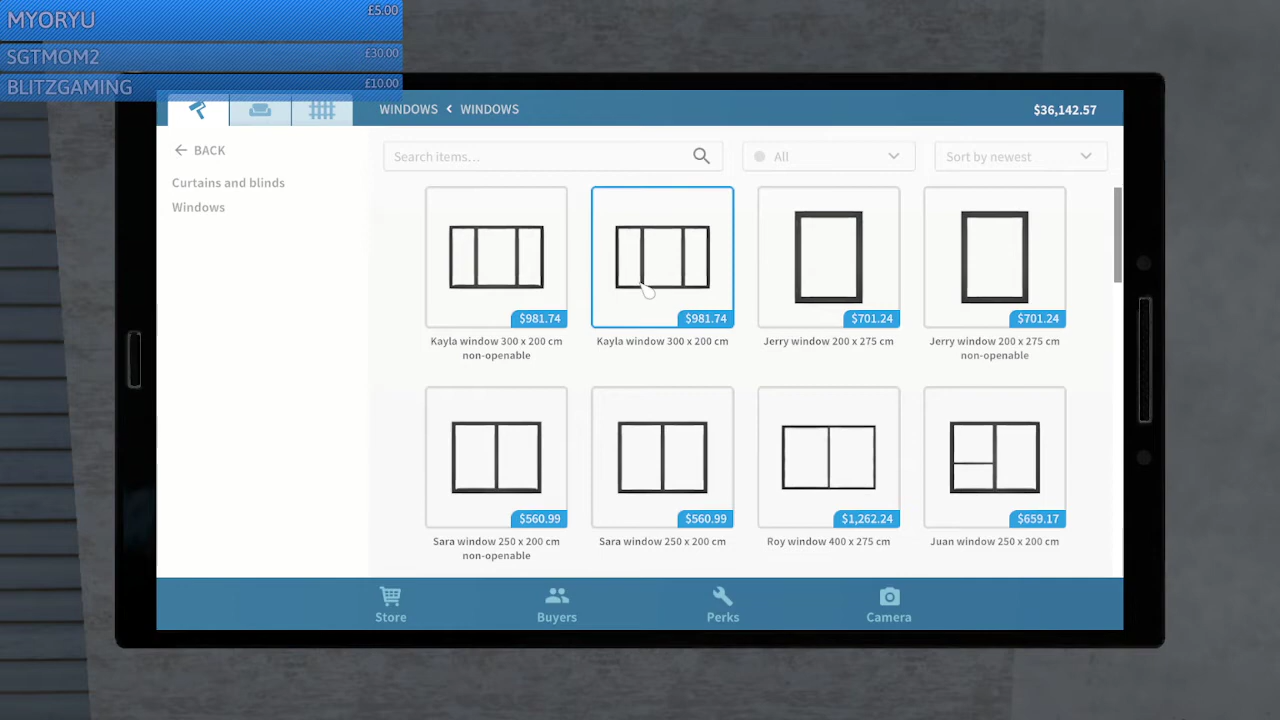 MYORYU £5.00
SGTMOM2 £30.00
BLITZGAMING £10.00
WINDOWS < WINDOWS $36,142.57
BACK
Curtains and blinds
Windows
Search items...
All
Sort by newest
$981.74
Kayla window 300 x 200 cm
non-openable
$981.74
Kayla window 300 x 200 cm
$701.24
Jerry window 200 x 275 cm
$701.24
Jerry window 200 x 275 cm
non-openable
$560.99
Sara window 250 x 200 cm
non-openable
$560.99
Sara window 250 x 200 cm
$1,262.24
Roy window 400 x 275 cm
$659.17
Juan window 250 x 200 cm
Store
Buyers
Perks
Camera